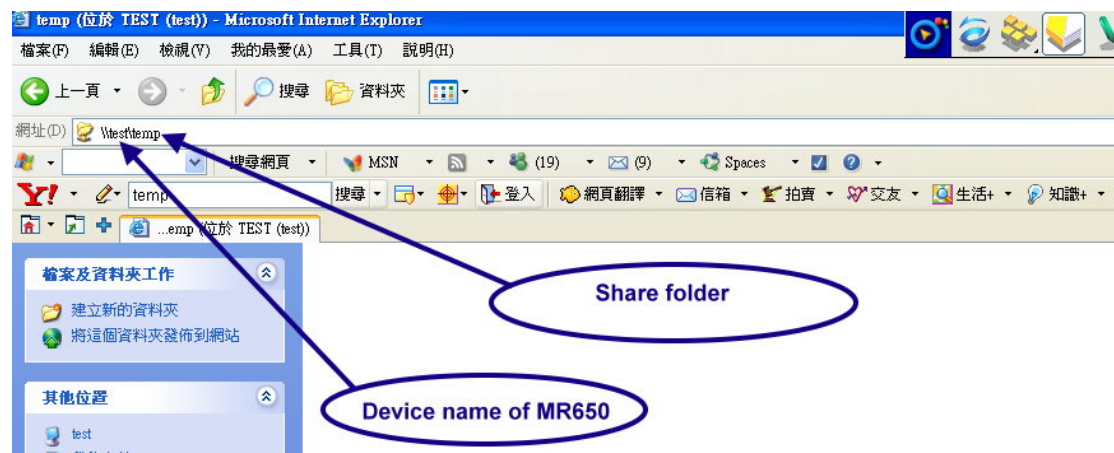 temp (位於 TEST (test)) - Microsoft Internet Explorer
檔案(F) 編輯(E) 檢視(V) 我的最愛(A) 工具(T) 說明(H)
上一頁 搜尋 資料夾
網址(D) \\test\temp
搜尋網頁 MSN (19) (9) Spaces
Y! temp 搜尋 登入 網頁翻譯 信箱 拍賣 交友 生活+ 知識+
...emp (位於 TEST (test))
檔案及資料夾工作
建立新的資料夾
將這個資料夾發佈到網站
Share folder
其他位置
Device name of MR650
test